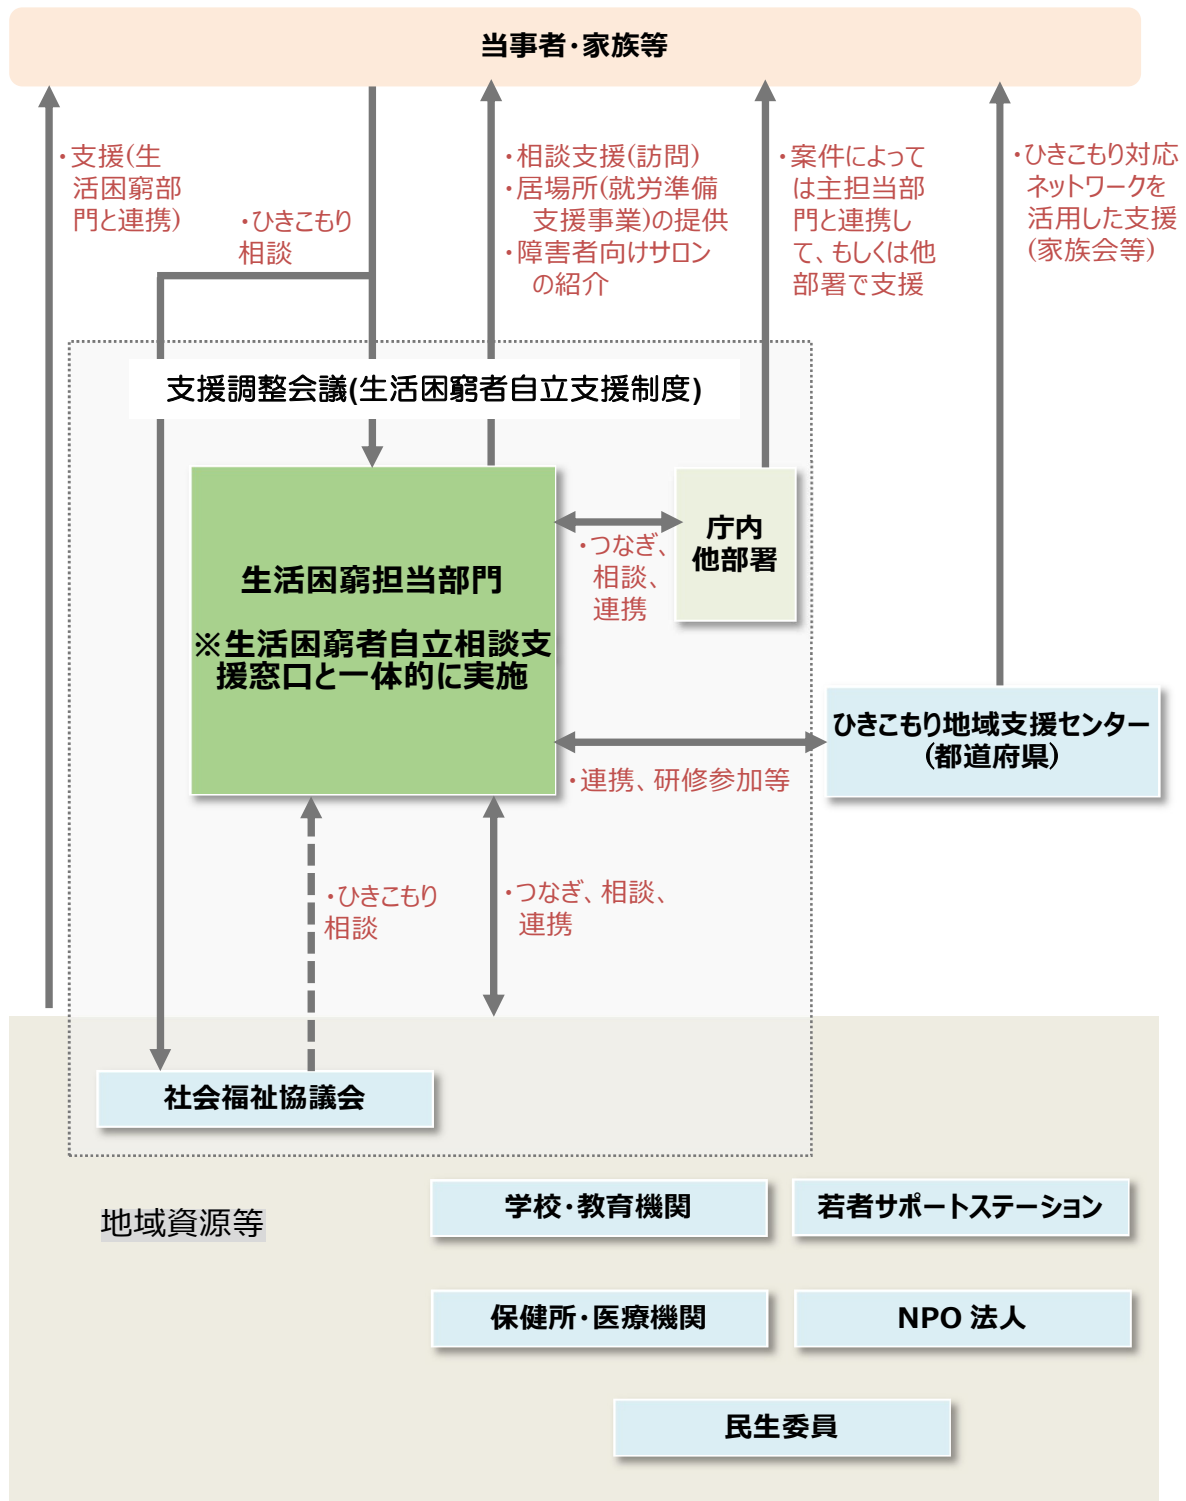 当事者・家族等
・支援(生
活困窮部
門と連携)
・ひきこもり
相談
・相談支援(訪問)
・居場所(就労準備
支援事業)の提供
・障害者向けサロン
の紹介
・案件によって
は主担当部
門と連携し
て、もしくは他
部署で支援
・ひきこもり対応
ネットワークを
活用した支援
(家族会等)
支援調整会議(生活困窮者自立支援制度)
生活困窮担当部門
※生活困窮者自立相談支
援窓口と一体的に実施
・つなぎ、
相談、
連携
庁内
他部署
ひきこもり地域支援センター
(都道府県)
・連携、研修参加等
・ひきこもり
相談
・つなぎ、相談、
連携
社会福祉協議会
地域資源等
学校・教育機関
若者サポートステーション
保健所・医療機関
NPO 法人
民生委員